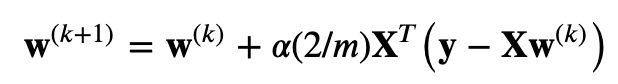 w^(k+1) = w^(k) + α(2/m)X^T (y − Xw^(k))